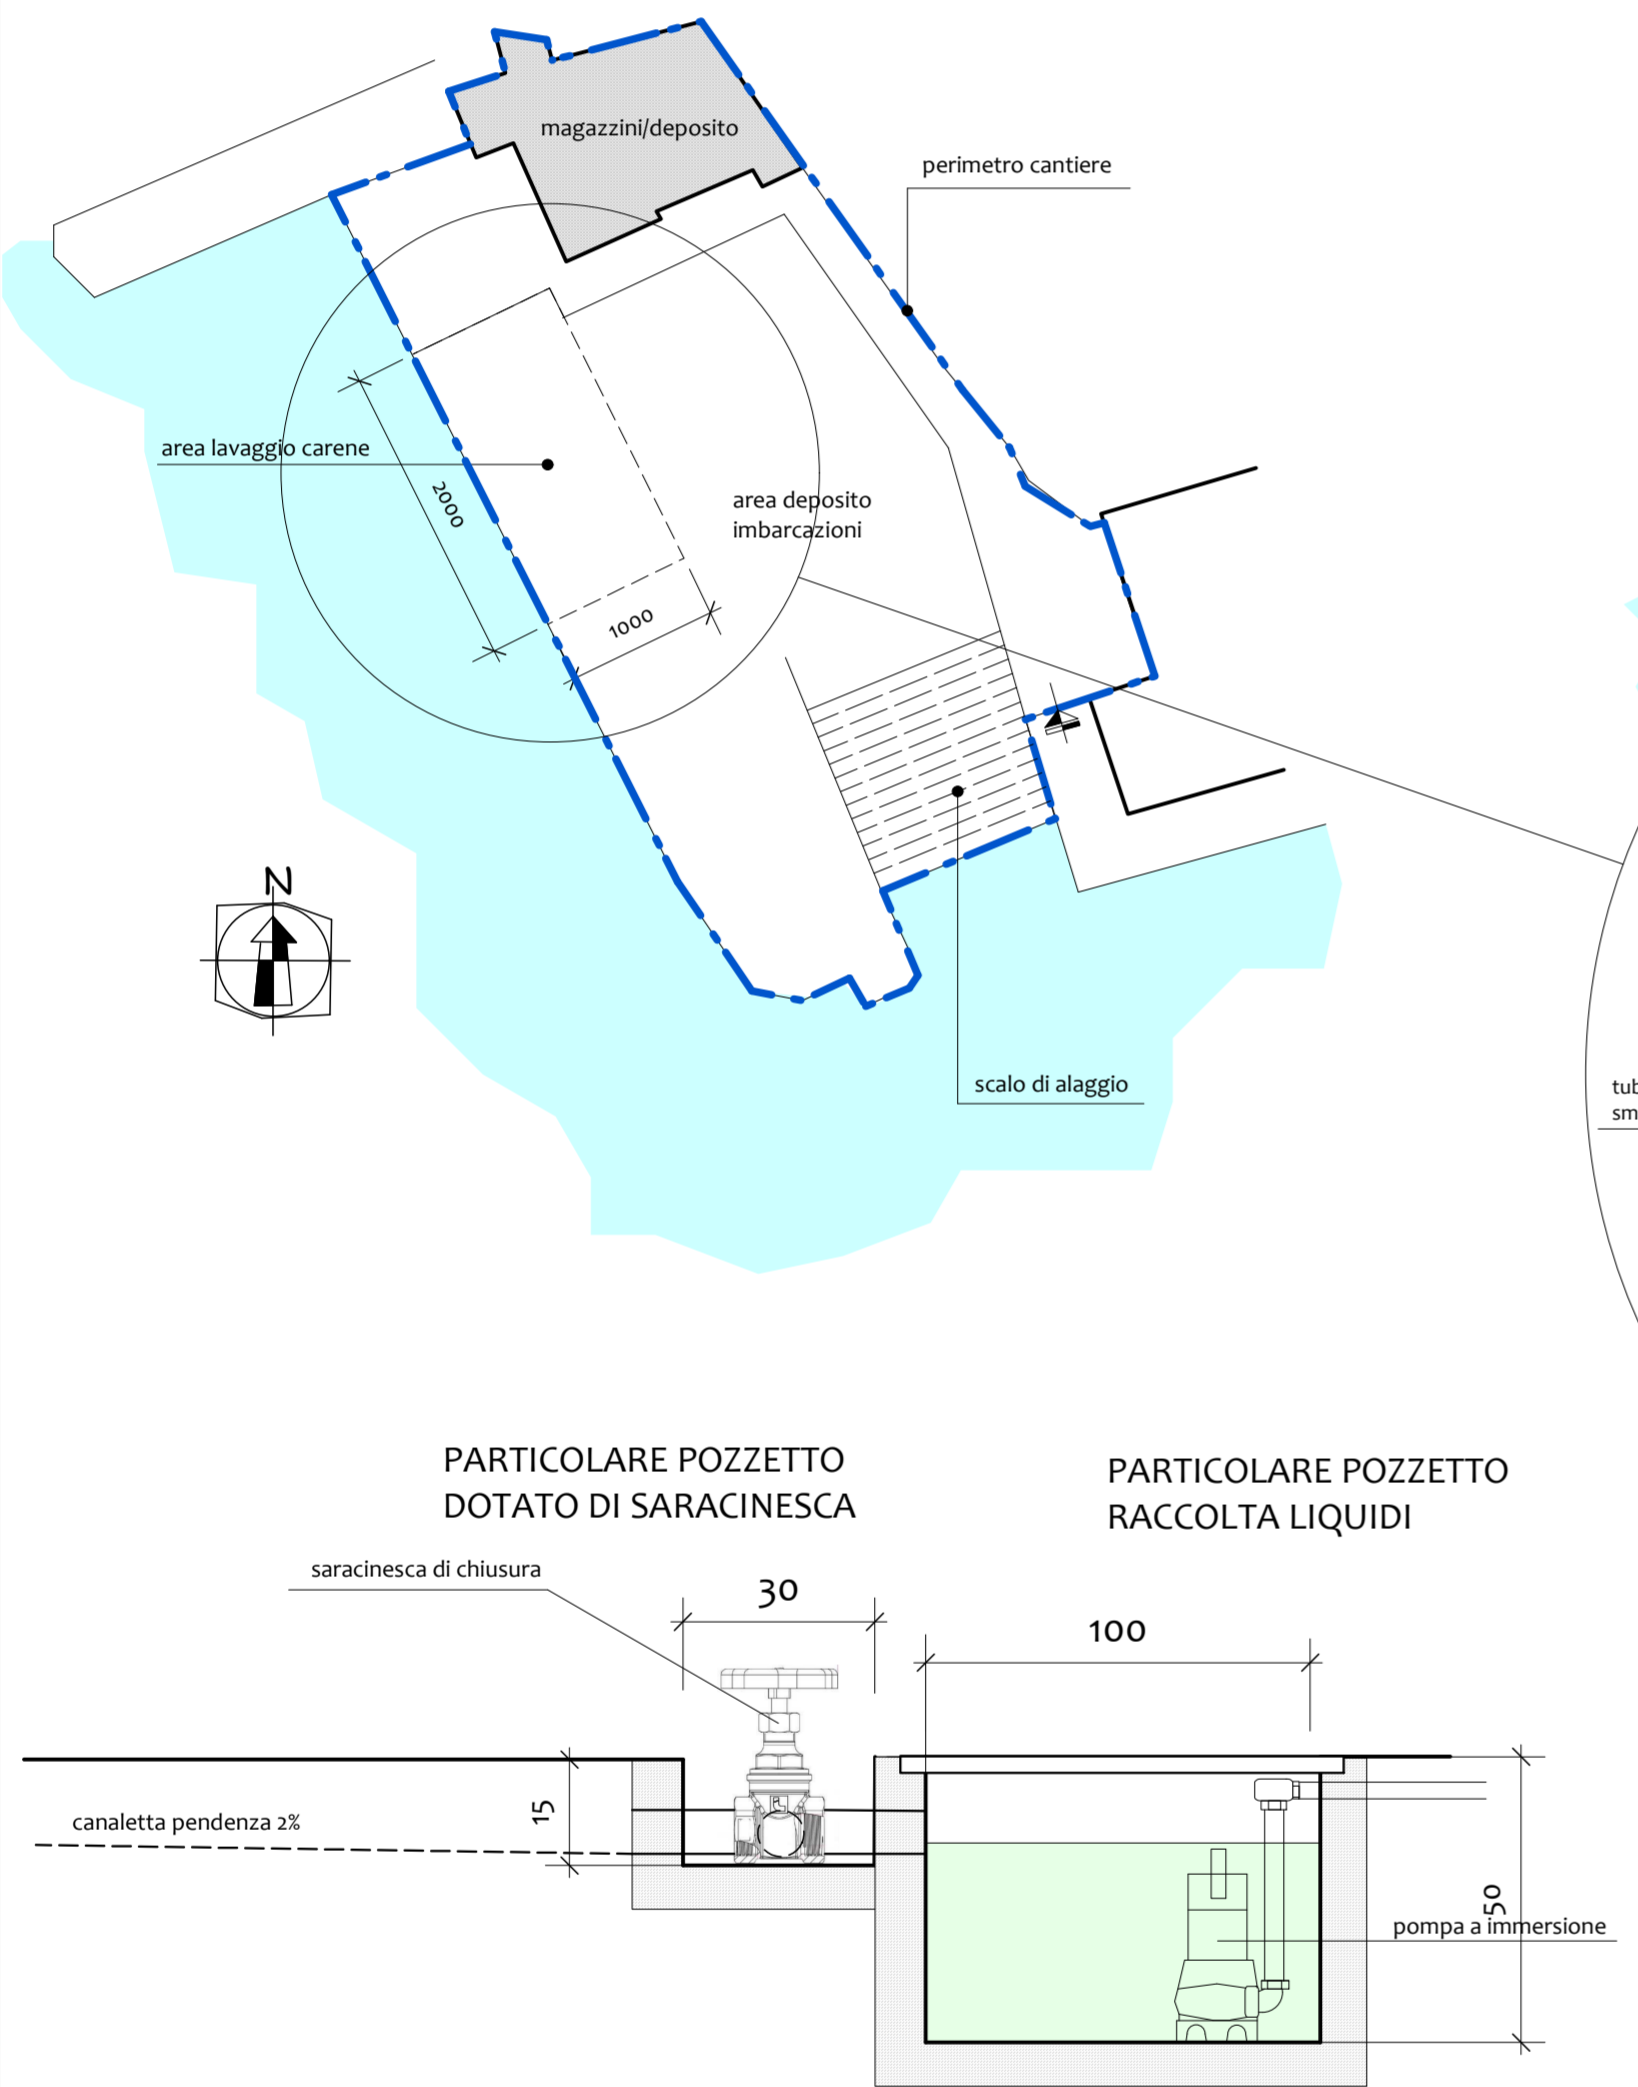 magazzini/deposito
perimetro cantiere
area lavaggio carene
2000
area deposito
imbarcazioni
1000
N
scalo di alaggio
PARTICOLARE POZZETTO
DOTATO DI SARACINESCA
PARTICOLARE POZZETTO
RACCOLTA LIQUIDI
saracinesca di chiusura
30
100
15
canaletta pendenza 2%
50
pompa a immersione